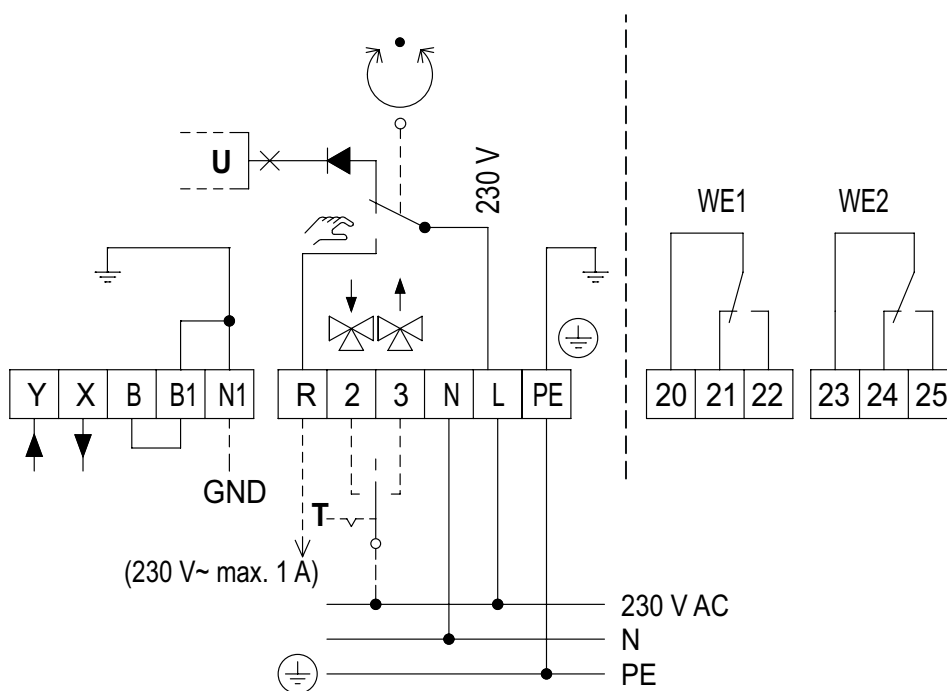 230 V
U
WE1 WE2
Y X B B1 N1 R 2 3 N L PE 20 21 22 23 24 25
GND
T
(230 V~ max. 1 A)
230 V AC
N
PE